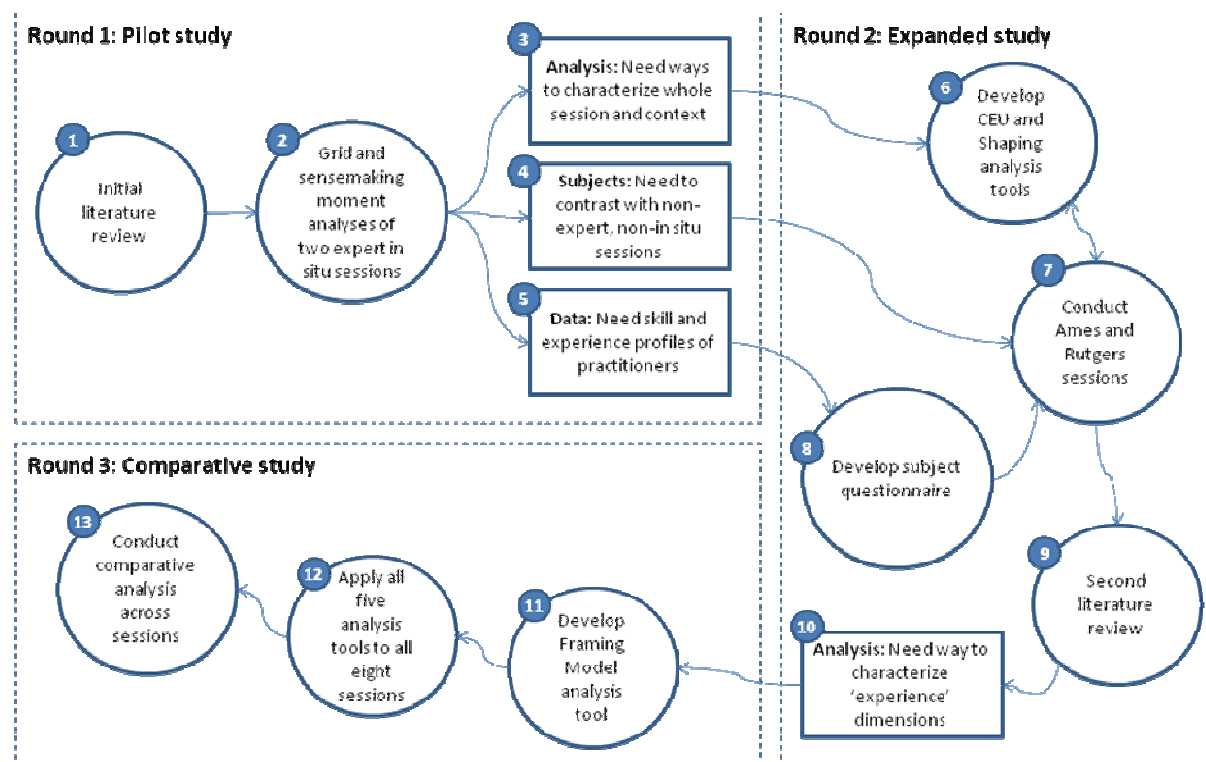 Round 1: Pilot study
1
Initial
literature
review
2
Grid and
sensemaking
moment
analyses of
two expert in
situ sessions
3
Analysis: Need ways
to characterize whole
session and context
4
Subjects: Need to
contrast with non-
expert, non-in situ
sessions
5
Data: Need skill and
experience profiles of
practitioners
Round 2: Expanded study
6
Develop
CEU and
Shaping
analysis
tools
7
Conduct
Ames and
Rutgers
sessions
8
Develop subject
questionnaire
9
Second
literature
review
10
Analysis: Need way to
characterize
'experience'
dimensions
Round 3: Comparative study
11
Develop
Framing
Model
analysis
tool
12
Apply all
five
analysis
tools to all
eight
sessions
13
Conduct
comparative
analysis
across
sessions